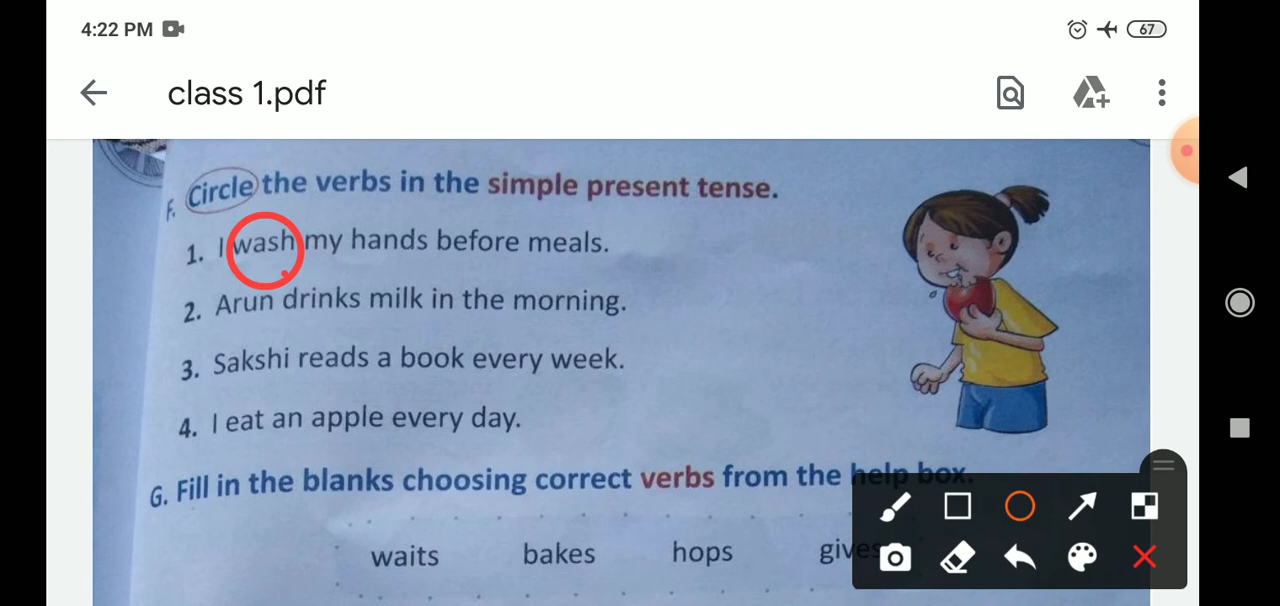 4:22 PM
67
class 1.pdf
F. Circle the verbs in the simple present tense.
1. I wash my hands before meals.
2. Arun drinks milk in the morning.
3. Sakshi reads a book every week.
4. I eat an apple every day.
G. Fill in the blanks choosing correct verbs from the help box.
waits bakes hops gives